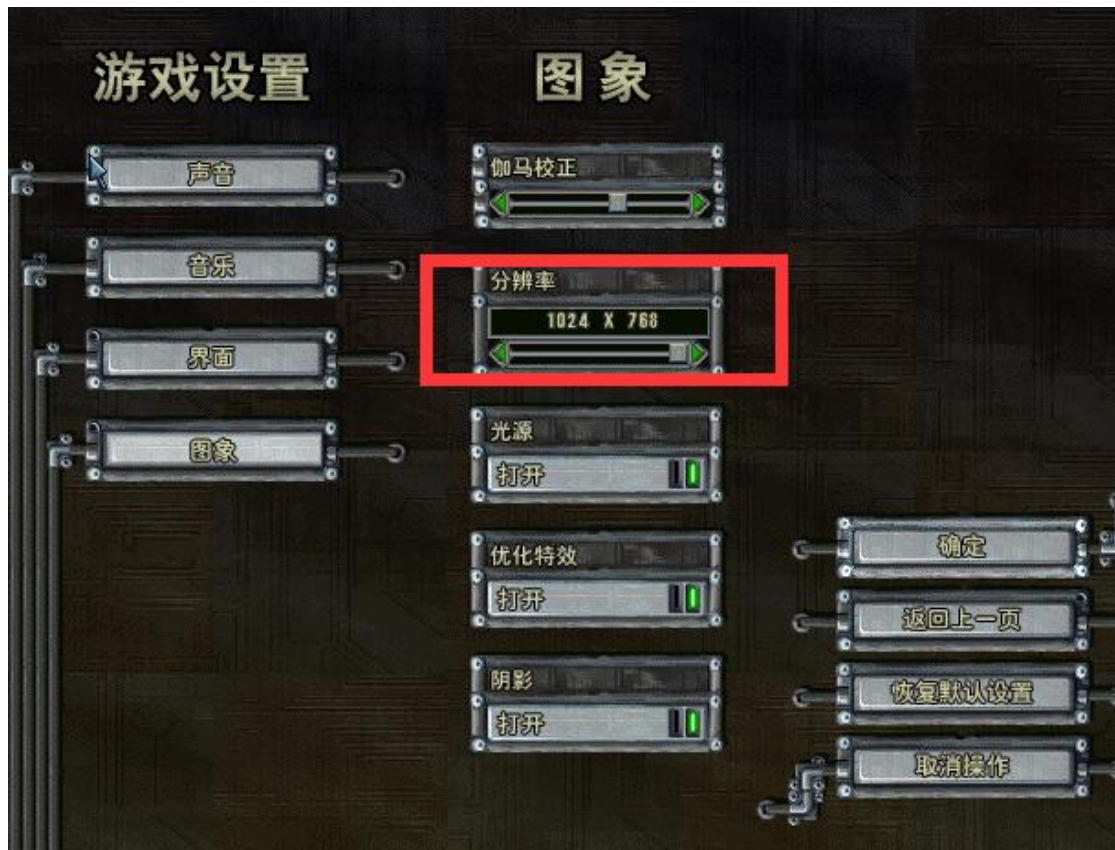 游戏设置
图象
声音
音乐
界面
图象
伽马校正
分辨率
1024 X 768
光源
打开
优化特效
打开
阴影
打开
确定
返回上一页
恢复默认设置
取消操作